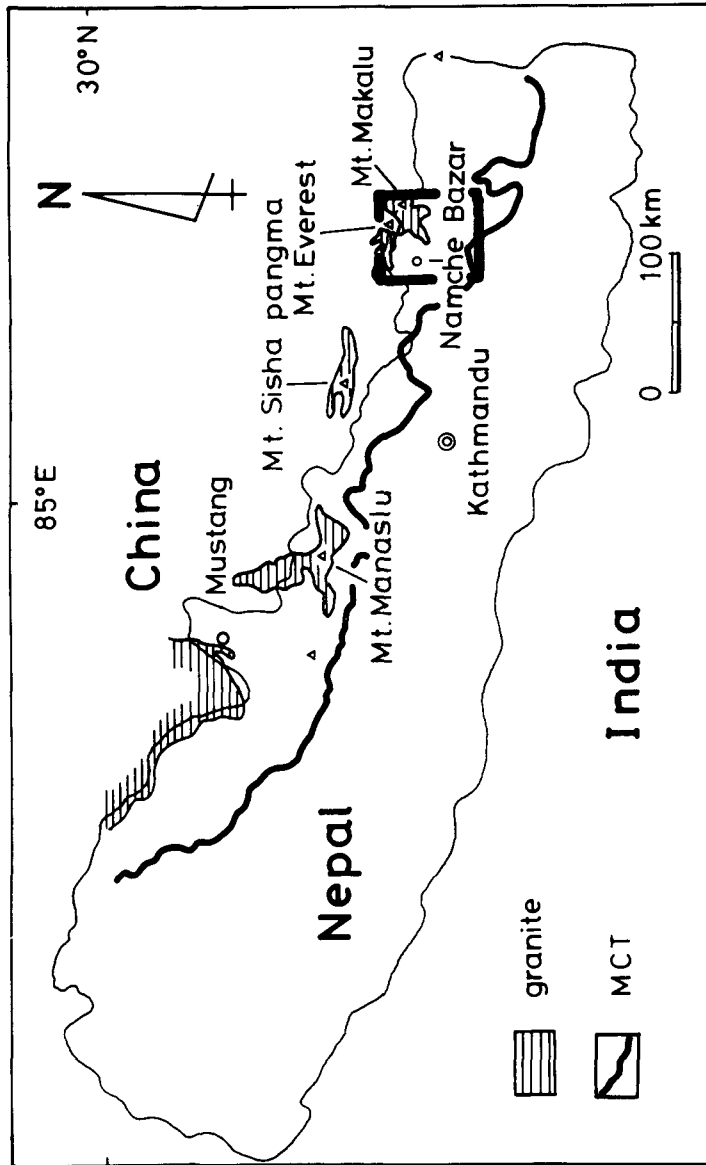 85°E
30°N
N
China
Mustang
Mt. Sisha pangma
Mt. Everest
Mt. Makalu
Mt. Manaslu
Namche Bazar
Kathmandu
Nepal
India
0 100 km
granite
MCT